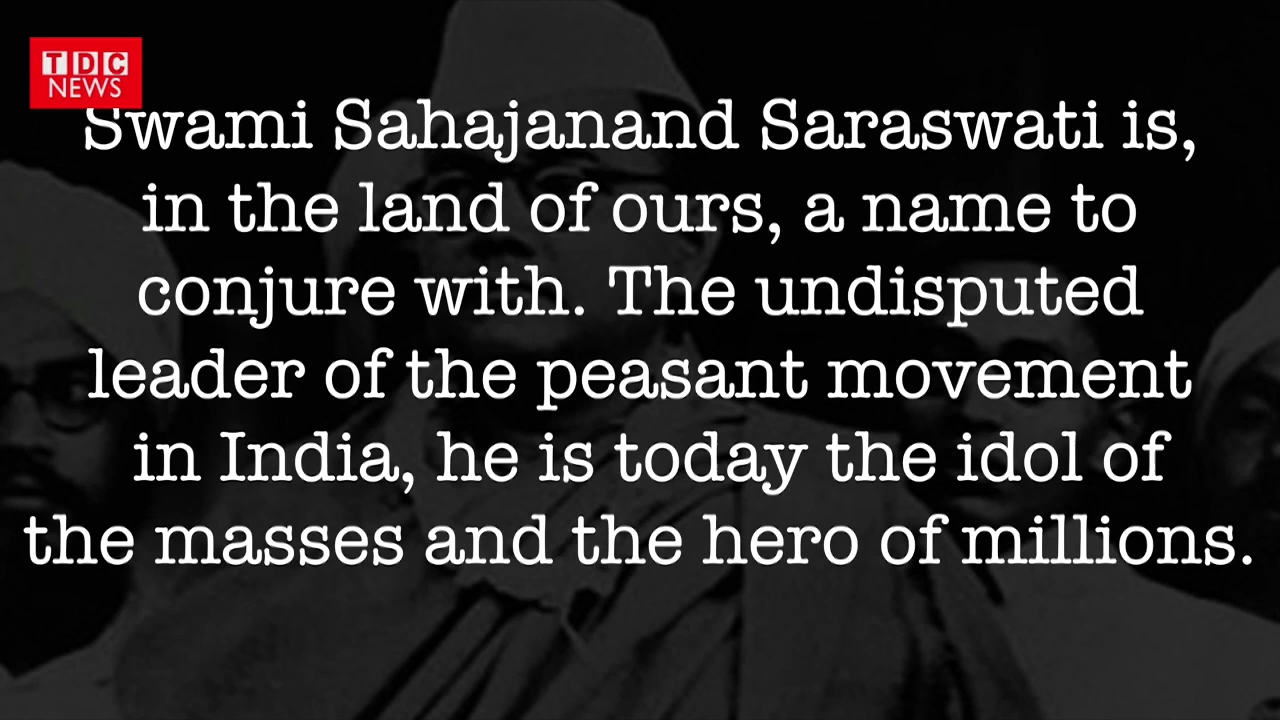 TDC
NEWS
Swami Sahajanand Saraswati is,
in the land of ours, a name to
conjure with. The undisputed
leader of the peasant movement
in India, he is today the idol of
the masses and the hero of millions.